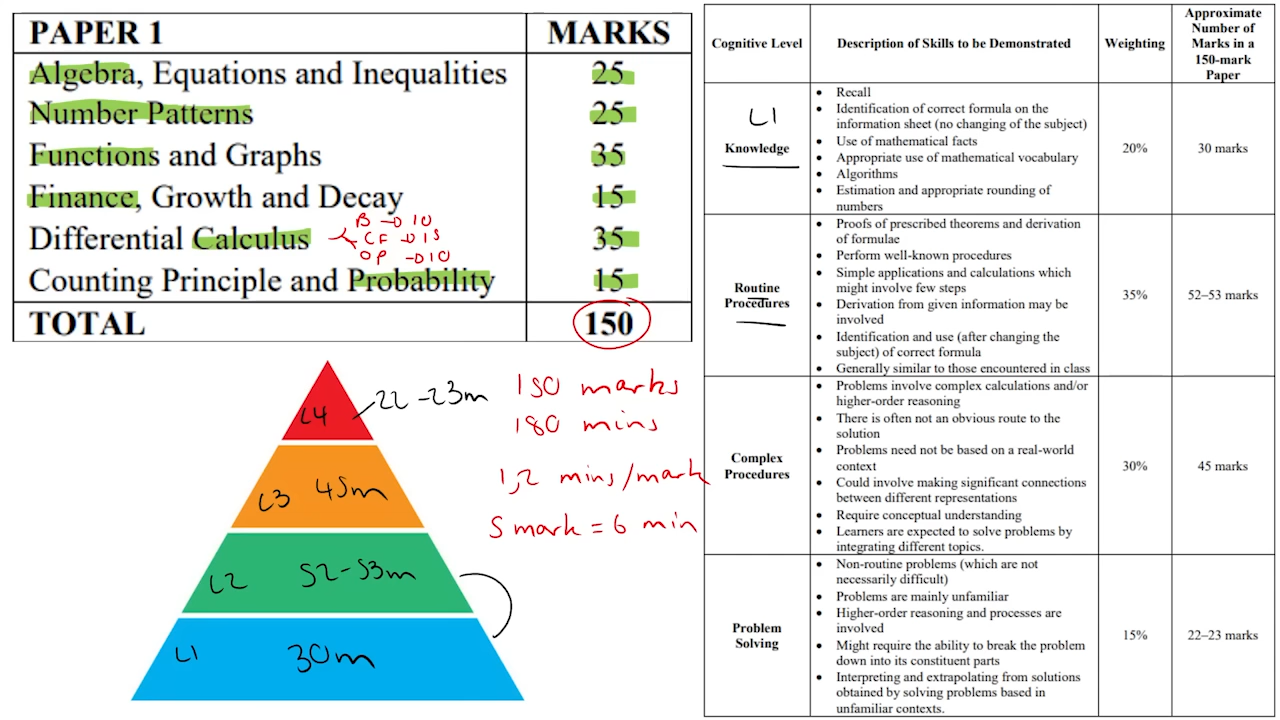 PAPER 1 MARKS
Algebra, Equations and Inequalities 25
Number Patterns 25
Functions and Graphs 35
Finance, Growth and Decay 15
B → 10
Differential Calculus CF → 15 35
OP → 10
Counting Principle and Probability 15
TOTAL 150
L4 22-23m
L3 45m
L2 52-53m
L1 30m
150 marks
180 mins
1,2 mins/mark
5 mark = 6 min
Cognitive Level
Description of Skills to be Demonstrated
Weighting
Approximate
Number of
Marks in a
150-mark
Paper
L1
Knowledge
• Recall
• Identification of correct formula on the
information sheet (no changing of the subject)
• Use of mathematical facts
• Appropriate use of mathematical vocabulary
• Algorithms
• Estimation and appropriate rounding of
numbers
20%
30 marks
Routine
Procedures
• Proofs of prescribed theorems and derivation
of formulae
• Perform well-known procedures
• Simple applications and calculations which
might involve few steps
• Derivation from given information may be
involved
• Identification and use (after changing the
subject) of correct formula
• Generally similar to those encountered in class
35%
52–53 marks
Complex
Procedures
• Problems involve complex calculations and/or
higher-order reasoning
• There is often not an obvious route to the
solution
• Problems need not be based on a real-world
context
• Could involve making significant connections
between different representations
• Require conceptual understanding
• Learners are expected to solve problems by
integrating different topics.
30%
45 marks
Problem
Solving
• Non-routine problems (which are not
necessarily difficult)
• Problems are mainly unfamiliar
• Higher-order reasoning and processes are
involved
• Might require the ability to break the problem
down into its constituent parts
• Interpreting and extrapolating from solutions
obtained by solving problems based in
unfamiliar contexts.
15%
22–23 marks